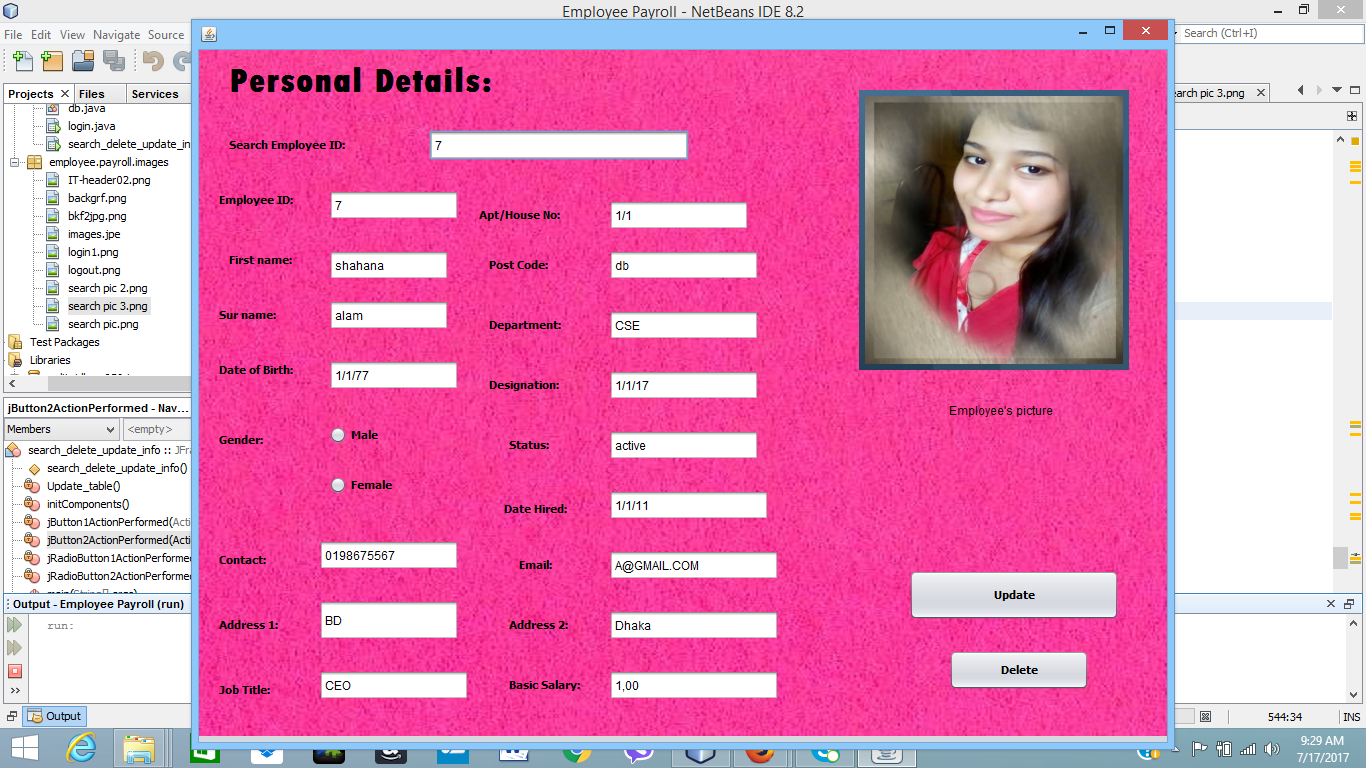 Employee Payroll - NetBeans IDE 8.2
File Edit View Navigate Source
Search (Ctrl+I)
Projects Files Services
search pic 3.png
db.java
login.java
search_delete_update_in
employee.payroll.images
IT-header02.png
backgrf.png
bkf2jpg.png
images.jpe
login1.png
logout.png
search pic 2.png
search pic 3.png
search pic.png
Test Packages
Libraries
jButton2ActionPerformed - Nav...
Members <empty>
search_delete_update_info :: JFra
search_delete_update_info()
Update_table()
initComponents()
jButton1ActionPerformed(Acti
jButton2ActionPerformed(Acti
jRadioButton1ActionPerformed
jRadioButton2ActionPerformed
main(String[] args)
Output - Employee Payroll (run)
run:
Output
Personal Details:
Search Employee ID: 7
Employee ID: 7
Apt/House No: 1/1
First name: shahana
Post Code: db
Sur name: alam
Department: CSE
Date of Birth: 1/1/77
Designation: 1/1/17
Gender: Male
Female
Status: active
Date Hired: 1/1/11
Contact: 0198675567
Email: A@GMAIL.COM
Address 1: BD
Address 2: Dhaka
Job Title: CEO
Basic Salary: 1,00
Employee's picture
Update
Delete
544:34 INS
9:29 AM
7/17/2017